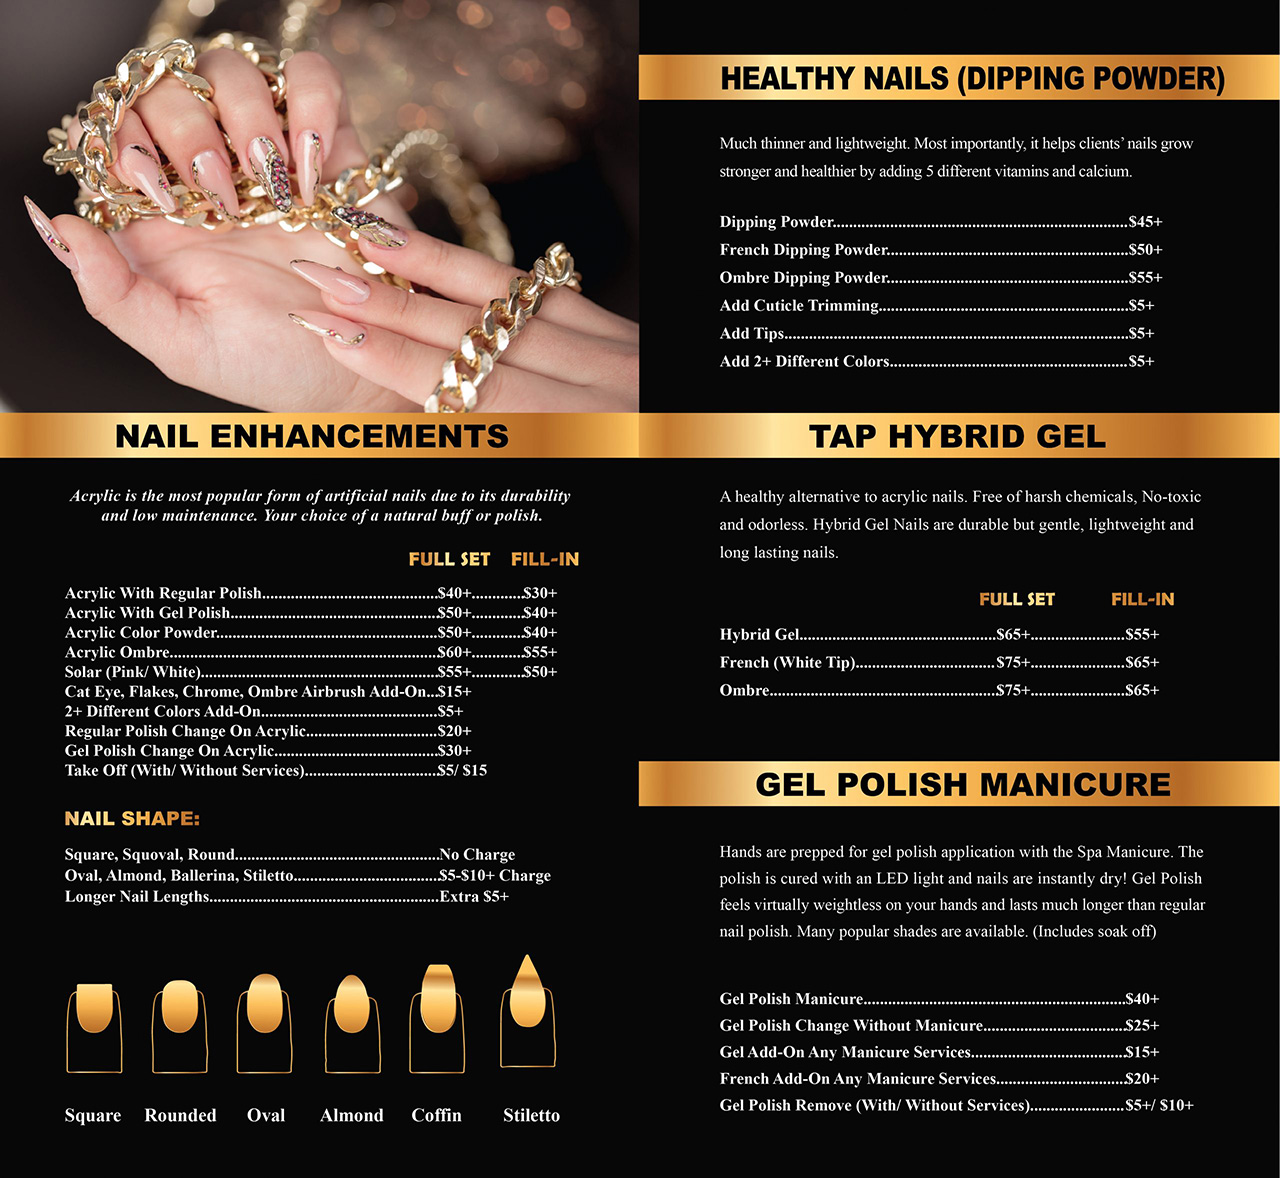 HEALTHY NAILS (DIPPING POWDER)
Much thinner and lightweight. Most importantly, it helps clients' nails grow
stronger and healthier by adding 5 different vitamins and calcium.
Dipping Powder..........$45+
French Dipping Powder..........$50+
Ombre Dipping Powder..........$55+
Add Cuticle Trimming..........$5+
Add Tips..........$5+
Add 2+ Different Colors..........$5+
NAIL ENHANCEMENTS
Acrylic is the most popular form of artificial nails due to its durability
and low maintenance. Your choice of a natural buff or polish.
FULL SET FILL-IN
Acrylic With Regular Polish..........$40+..........$30+
Acrylic With Gel Polish..........$50+..........$40+
Acrylic Color Powder..........$50+..........$40+
Acrylic Ombre..........$60+..........$55+
Solar (Pink/ White)..........$55+..........$50+
Cat Eye, Flakes, Chrome, Ombre Airbrush Add-On...$15+
2+ Different Colors Add-On..........$5+
Regular Polish Change On Acrylic..........$20+
Gel Polish Change On Acrylic..........$30+
Take Off (With/ Without Services)..........$5/ $15
NAIL SHAPE:
Square, Squoval, Round..........No Charge
Oval, Almond, Ballerina, Stiletto..........$5-$10+ Charge
Longer Nail Lengths..........Extra $5+
Square Rounded Oval Almond Coffin Stiletto
TAP HYBRID GEL
A healthy alternative to acrylic nails. Free of harsh chemicals, No-toxic
and odorless. Hybrid Gel Nails are durable but gentle, lightweight and
long lasting nails.
FULL SET FILL-IN
Hybrid Gel..........$65+..........$55+
French (White Tip)..........$75+..........$65+
Ombre..........$75+..........$65+
GEL POLISH MANICURE
Hands are prepped for gel polish application with the Spa Manicure. The
polish is cured with an LED light and nails are instantly dry! Gel Polish
feels virtually weightless on your hands and lasts much longer than regular
nail polish. Many popular shades are available. (Includes soak off)
Gel Polish Manicure..........$40+
Gel Polish Change Without Manicure..........$25+
Gel Add-On Any Manicure Services..........$15+
French Add-On Any Manicure Services..........$20+
Gel Polish Remove (With/ Without Services)..........$5+/ $10+